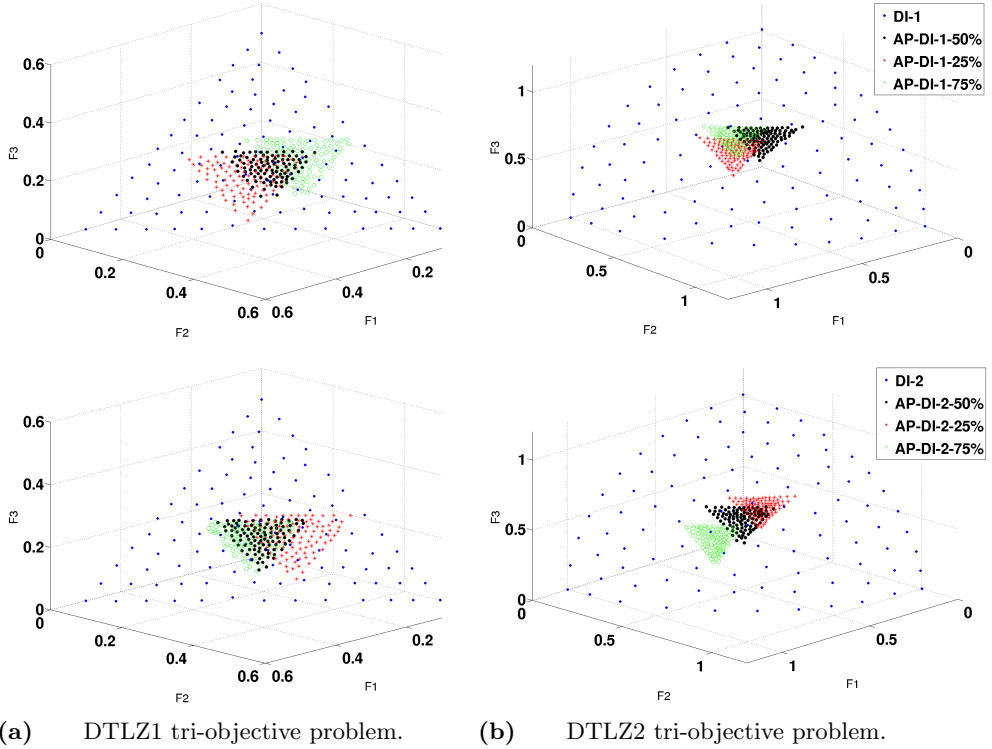 0.6
0.4
0.2
0
F3
0
0.2
0.4
0.6
F2
0.6
0.4
0.2
F1
1
0.5
0
F3
0
0.5
1
F2
1
0.5
0
F1
DI-1
AP-DI-1-50%
AP-DI-1-25%
AP-DI-1-75%
0.6
0.4
0.2
0
F3
0
0.2
0.4
0.6
F2
0.6
0.4
0.2
F1
1
0.5
0
F3
0
0.5
1
F2
1
0.5
0
F1
DI-2
AP-DI-2-50%
AP-DI-2-25%
AP-DI-2-75%
(a) DTLZ1 tri-objective problem.
(b) DTLZ2 tri-objective problem.